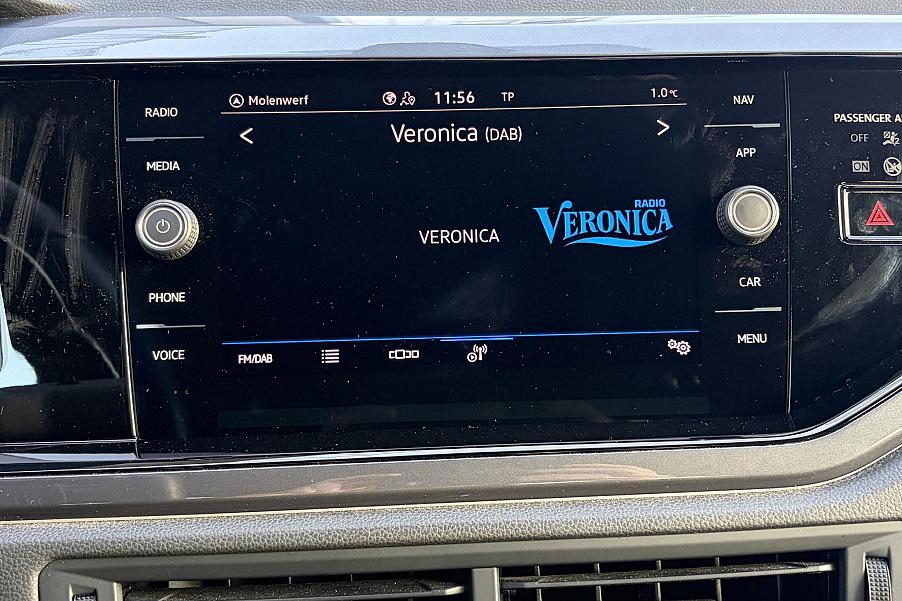 Molenwerf 11:56 TP 1.0°C
Veronica (DAB)
VERONICA
RADIO
VERONICA
FM/DAB
RADIO
MEDIA
PHONE
VOICE
NAV
APP
CAR
MENU
PASSENGER
OFF
2
ON